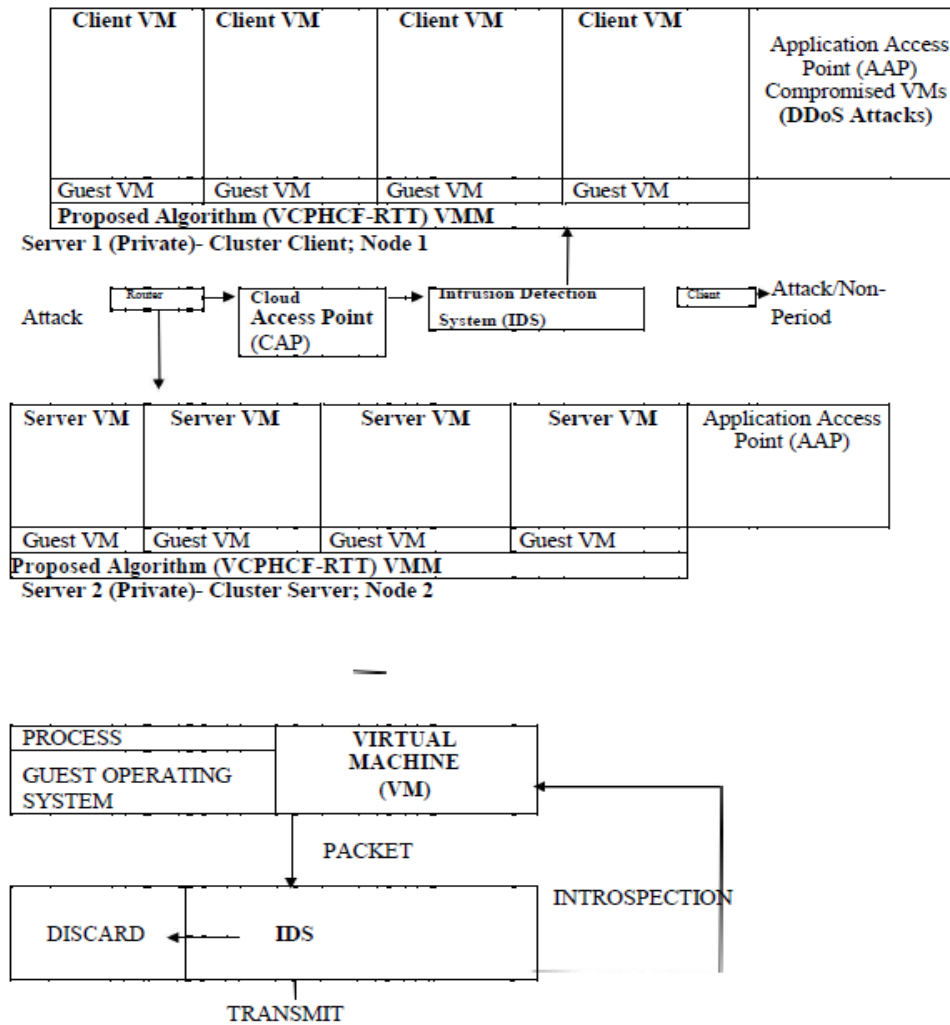 Client VM Client VM Client VM Client VM
Application Access
Point (AAP)
Compromised VMs
(DDoS Attacks)
Guest VM Guest VM Guest VM Guest VM
Proposed Algorithm (VCPHCF-RTT) VMM
Server 1 (Private)- Cluster Client; Node 1
Attack
Router
Cloud
Access Point
(CAP)
Intrusion Detection
System (IDS)
Client
Attack/Non-
Period
Server VM Server VM Server VM Server VM
Application Access
Point (AAP)
Guest VM Guest VM Guest VM Guest VM
Proposed Algorithm (VCPHCF-RTT) VMM
Server 2 (Private)- Cluster Server; Node 2
PROCESS
GUEST OPERATING
SYSTEM
VIRTUAL
MACHINE
(VM)
PACKET
INTROSPECTION
DISCARD
IDS
TRANSMIT